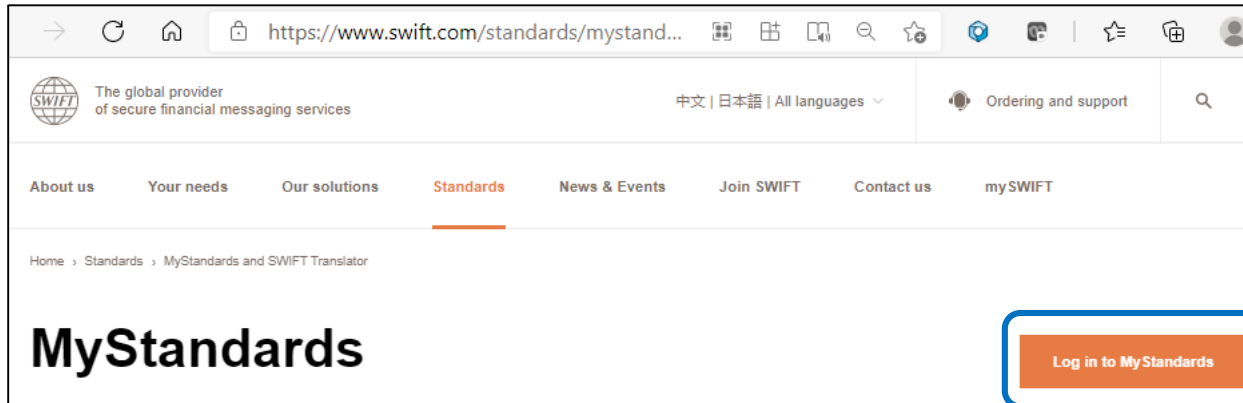 https://www.swift.com/standards/mystand...
SWIFT
The global provider
of secure financial messaging services
中文 | 日本語 | All languages
Ordering and support
About us Your needs Our solutions Standards News & Events Join SWIFT Contact us mySWIFT
Home › Standards › MyStandards and SWIFT Translator
MyStandards
Log in to MyStandards